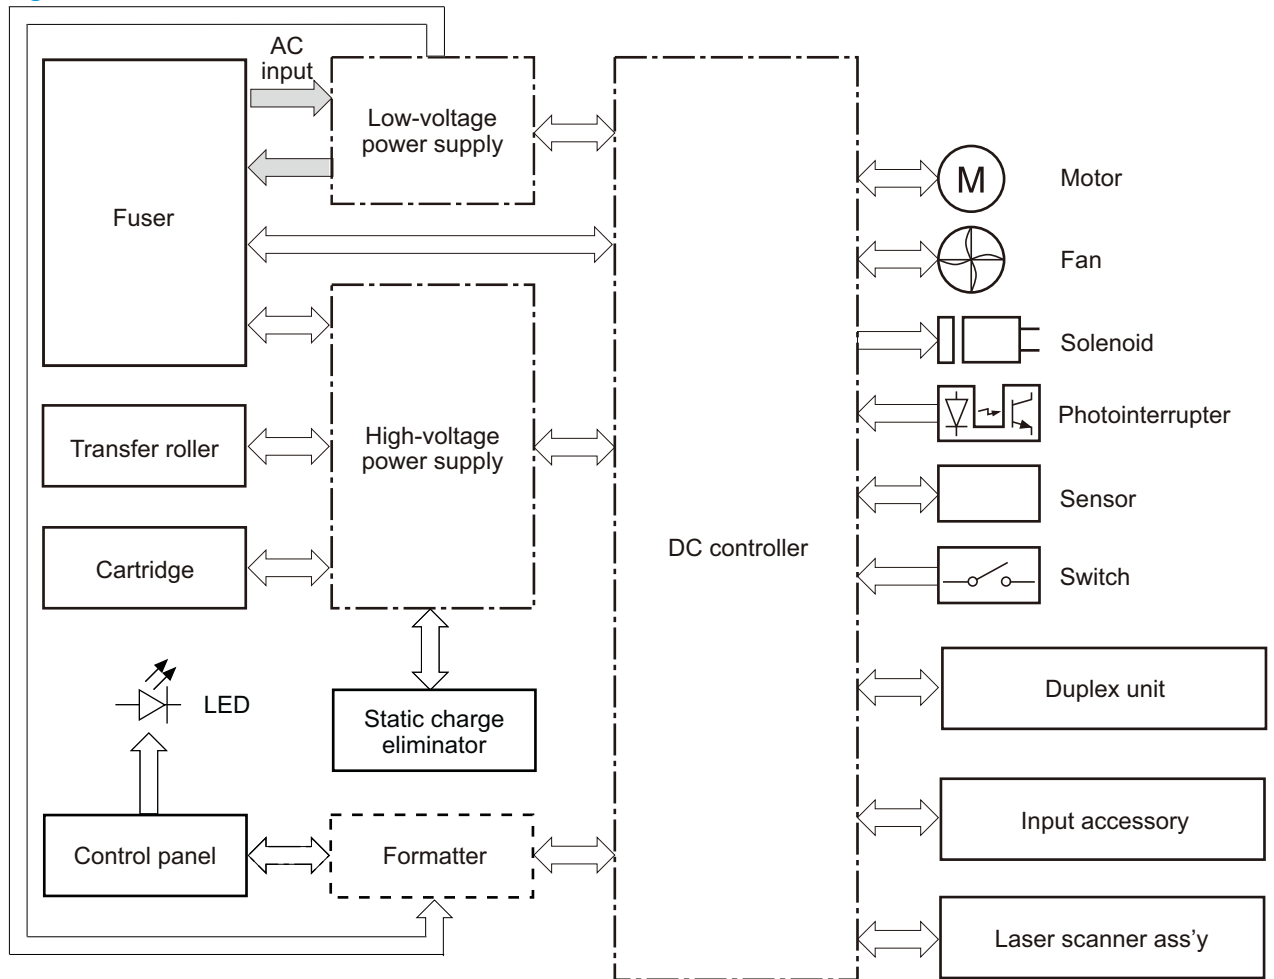 AC
input
Low-voltage
power supply
Fuser
Motor
Fan
Solenoid
Photointerrupter
Transfer roller
High-voltage
power supply
Sensor
DC controller
Cartridge
Switch
LED
Static charge
eliminator
Duplex unit
Input accessory
Control panel
Formatter
Laser scanner ass'y
M